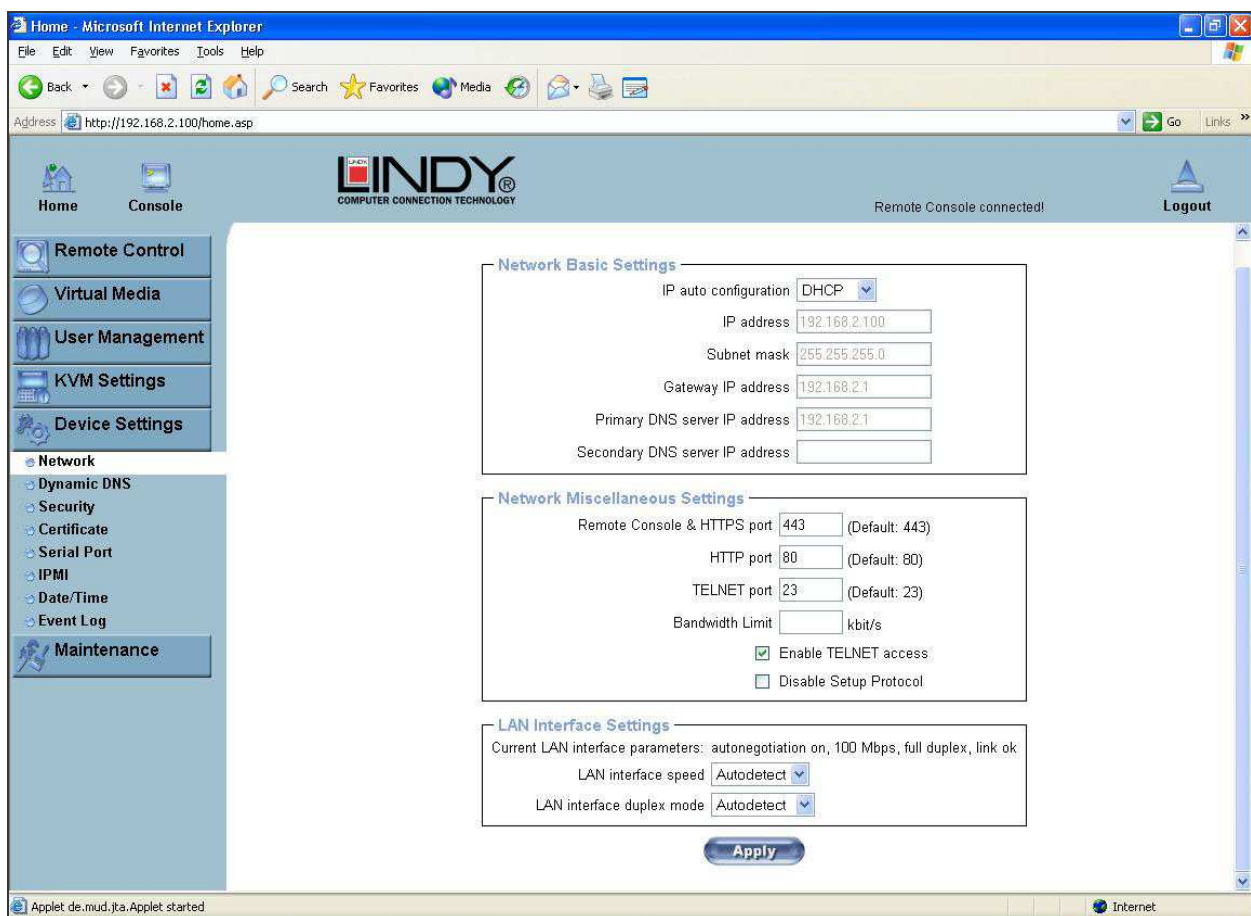 Home - Microsoft Internet Explorer
File Edit View Favorites Tools Help
Back Search Favorites Media
Address http://192.168.2.100/home.asp Go Links »
Home Console
LINDY®
COMPUTER CONNECTION TECHNOLOGY
Remote Console connected!
Logout
Remote Control
Virtual Media
User Management
KVM Settings
Device Settings
Network
Dynamic DNS
Security
Certificate
Serial Port
IPMI
Date/Time
Event Log
Maintenance
Network Basic Settings
IP auto configuration DHCP
IP address 192.168.2.100
Subnet mask 255.255.255.0
Gateway IP address 192.168.2.1
Primary DNS server IP address 192.168.2.1
Secondary DNS server IP address
Network Miscellaneous Settings
Remote Console & HTTPS port 443 (Default: 443)
HTTP port 80 (Default: 80)
TELNET port 23 (Default: 23)
Bandwidth Limit kbit/s
Enable TELNET access
Disable Setup Protocol
LAN Interface Settings
Current LAN interface parameters: autonegotiation on, 100 Mbps, full duplex, link ok
LAN interface speed Autodetect
LAN interface duplex mode Autodetect
Apply
Applet de.mud.jta.Applet started Internet